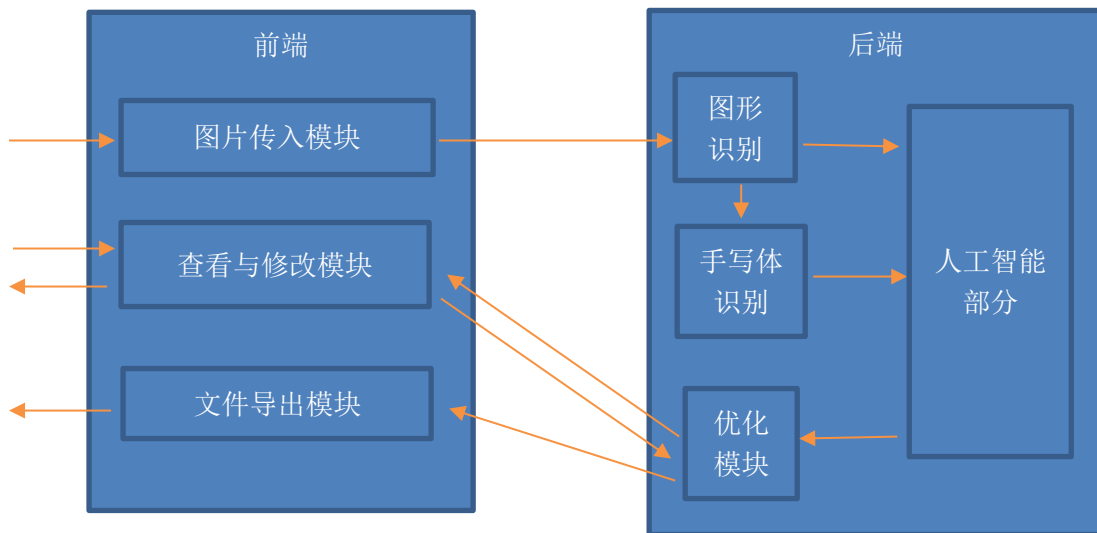 前端
图片传入模块
查看与修改模块
文件导出模块
后端
图形
识别
手写体
识别
人工智能
部分
优化
模块